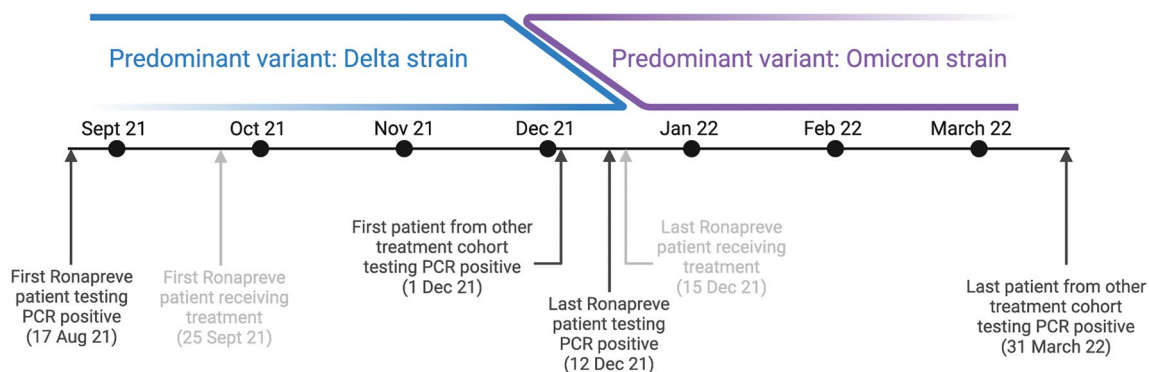 Predominant variant: Delta strain
Predominant variant: Omicron strain
Sept 21
Oct 21
Nov 21
Dec 21
Jan 22
Feb 22
March 22
First Ronapreve
patient testing
PCR positive
(17 Aug 21)
First Ronapreve
patient receiving
treatment
(25 Sept 21)
First patient from other
treatment cohort
testing PCR positive
(1 Dec 21)
Last Ronapreve
patient testing
PCR positive
(12 Dec 21)
Last Ronapreve
patient receiving
treatment
(15 Dec 21)
Last patient from other
treatment cohort
testing PCR positive
(31 March 22)